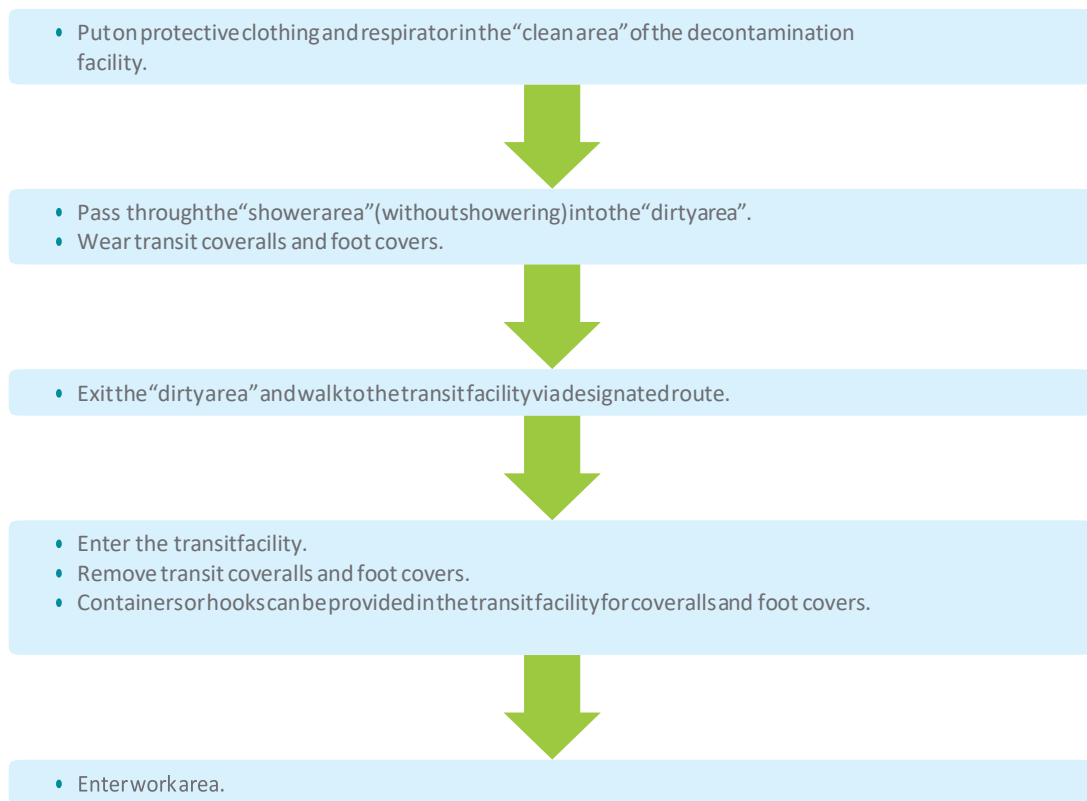 • Put on protective clothing and respirator in the “clean area” of the decontamination
facility.
• Pass through the “shower area” (without showering) into the “dirty area”.
• Wear transit coveralls and foot covers.
• Exit the “dirty area” and walk to the transit facility via designated route.
• Enter the transit facility.
• Remove transit coveralls and foot covers.
• Containers or hooks can be provided in the transit facility for coveralls and foot covers.
• Enter work area.